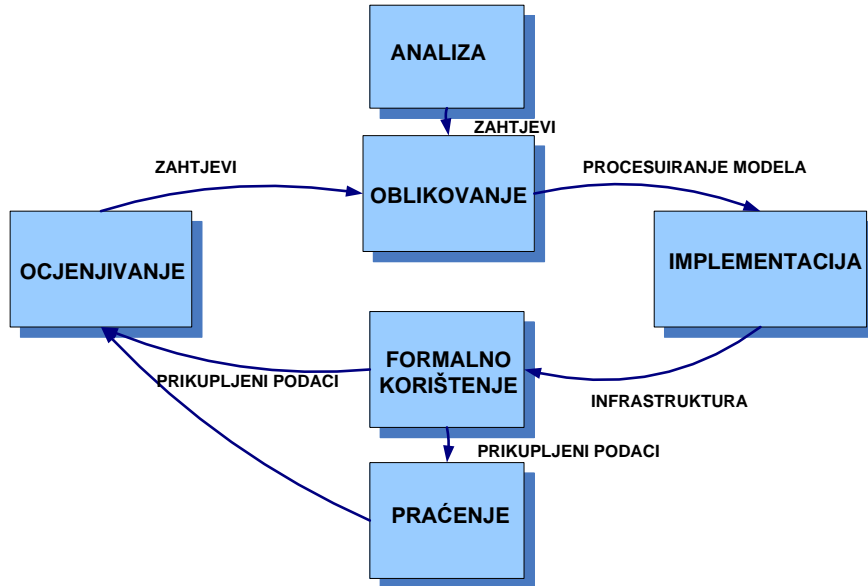 ANALIZA
ZAHTJEVI
ZAHTJEVI
PROCESUIRANJE MODELA
OBLIKOVANJE
OCJENJIVANJE
IMPLEMENTACIJA
FORMALNO
KORIŠTENJE
PRIKUPLJENI PODACI
INFRASTRUKTURA
PRIKUPLJENI PODACI
PRAĆENJE